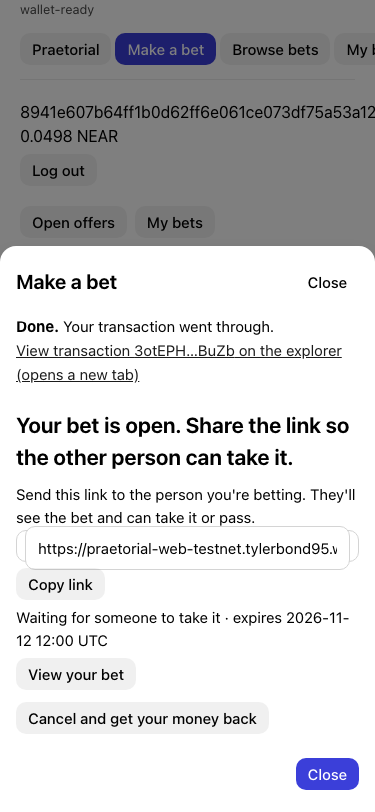 wallet-ready
Praetorial Make a bet Browse bets My b
8941e607b64ff1b0d62ff6e061ce073df75a53a12
0.0498 NEAR
Log out
Open offers My bets
Make a bet Close
Done. Your transaction went through.
View transaction 3otEPH...BuZb on the explorer
(opens a new tab)
Your bet is open. Share the link so
the other person can take it.
Send this link to the person you're betting. They'll
see the bet and can take it or pass.
https://praetorial-web-testnet.tylerbond95.w
Copy link
Waiting for someone to take it · expires 2026-11-
12 12:00 UTC
View your bet
Cancel and get your money back
Close